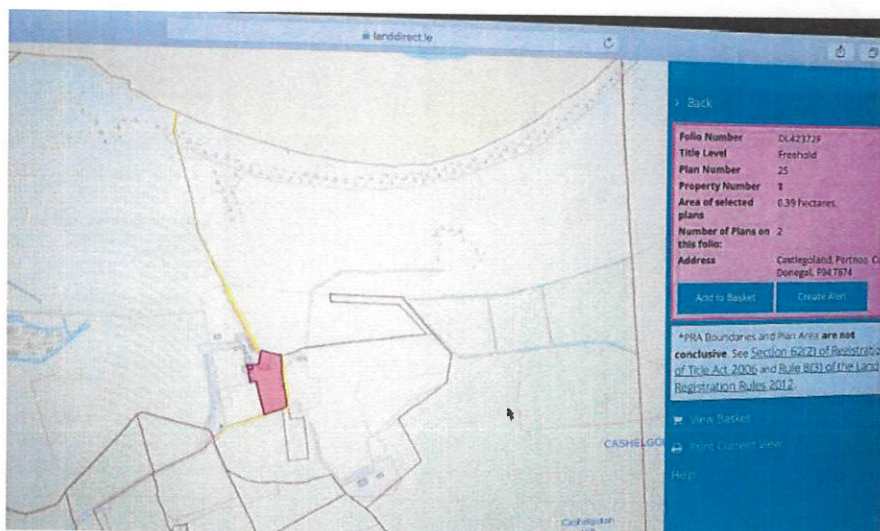 landdirect.ie
Back
Folio Number DL42372F
Title Level Freehold
Plan Number 25
Property Number 8
Area of selected 0.39 hectares.
plans
Number of Plans on 2
this folio:
Address Castlegoland, Portnoo, Co
Donegal, F94 T674
Add to Basket Create Alert
*PRA Boundaries and Plan Area are not
conclusive. See Section 62(2) of Registratio
of Title Act 2006 and Rule 8(3) of the Land
Registration Rules 2012.
View Basket
Print Current View
Help
CASHELGO